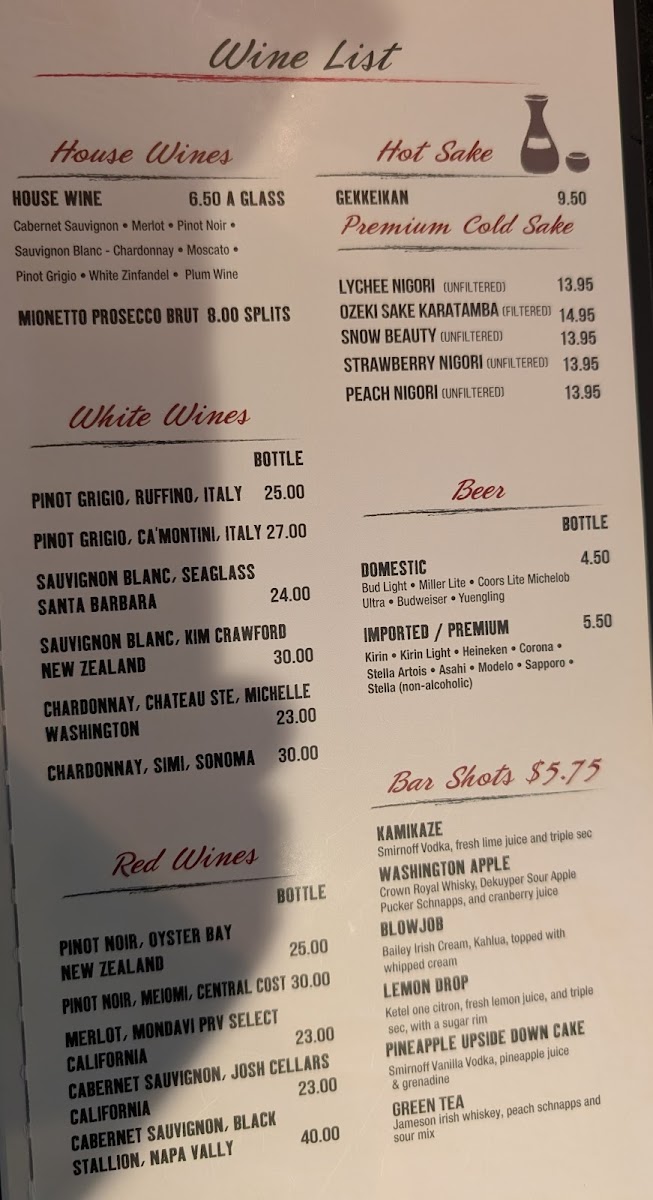 Wine List
House Wines
HOUSE WINE 6.50 A GLASS
Cabernet Sauvignon • Merlot • Pinot Noir •
Sauvignon Blanc - Chardonnay • Moscato •
Pinot Grigio • White Zinfandel • Plum Wine
MIONETTO PROSECCO BRUT 8.00 SPLITS
White Wines
BOTTLE
PINOT GRIGIO, RUFFINO, ITALY 25.00
PINOT GRIGIO, CA'MONTINI, ITALY 27.00
SAUVIGNON BLANC, SEAGLASS
SANTA BARBARA 24.00
SAUVIGNON BLANC, KIM CRAWFORD
NEW ZEALAND 30.00
CHARDONNAY, CHATEAU STE, MICHELLE
WASHINGTON 23.00
CHARDONNAY, SIMI, SONOMA 30.00
Red Wines
BOTTLE
PINOT NOIR, OYSTER BAY
NEW ZEALAND 25.00
PINOT NOIR, MEIOMI, CENTRAL COST 30.00
MERLOT, MONDAVI PRV SELECT
CALIFORNIA 23.00
CABERNET SAUVIGNON, JOSH CELLARS
CALIFORNIA 23.00
CABERNET SAUVIGNON, BLACK
STALLION, NAPA VALLY 40.00
Hot Sake
GEKKEIKAN 9.50
Premium Cold Sake
LYCHEE NIGORI (UNFILTERED) 13.95
OZEKI SAKE KARATAMBA (FILTERED) 14.95
SNOW BEAUTY (UNFILTERED) 13.95
STRAWBERRY NIGORI (UNFILTERED) 13.95
PEACH NIGORI (UNFILTERED) 13.95
Beer
BOTTLE
DOMESTIC 4.50
Bud Light • Miller Lite • Coors Lite Michelob
Ultra • Budweiser • Yuengling
IMPORTED / PREMIUM 5.50
Kirin • Kirin Light • Heineken • Corona •
Stella Artois • Asahi • Modelo • Sapporo •
Stella (non-alcoholic)
Bar Shots $5.75
KAMIKAZE
Smirnoff Vodka, fresh lime juice and triple sec
WASHINGTON APPLE
Crown Royal Whisky, Dekuyper Sour Apple
Pucker Schnapps, and cranberry juice
BLOWJOB
Bailey Irish Cream, Kahlua, topped with
whipped cream
LEMON DROP
Ketel one citron, fresh lemon juice, and triple
sec, with a sugar rim
PINEAPPLE UPSIDE DOWN CAKE
Smirnoff Vanilla Vodka, pineapple juice
& grenadine
GREEN TEA
Jameson irish whiskey, peach schnapps and
sour mix